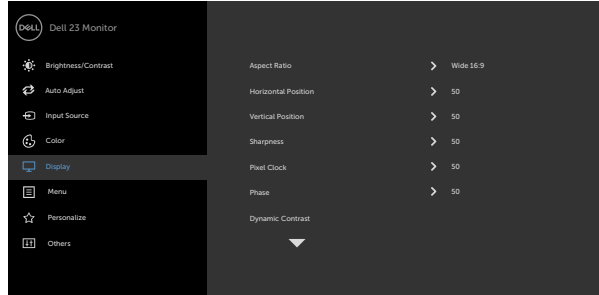 DELL Dell 23 Monitor
Brightness/Contrast
Auto Adjust
Input Source
Color
Display
Menu
Personalize
Others
Aspect Ratio Wide 16:9
Horizontal Position 50
Vertical Position 50
Sharpness 50
Pixel Clock 50
Phase 50
Dynamic Contrast